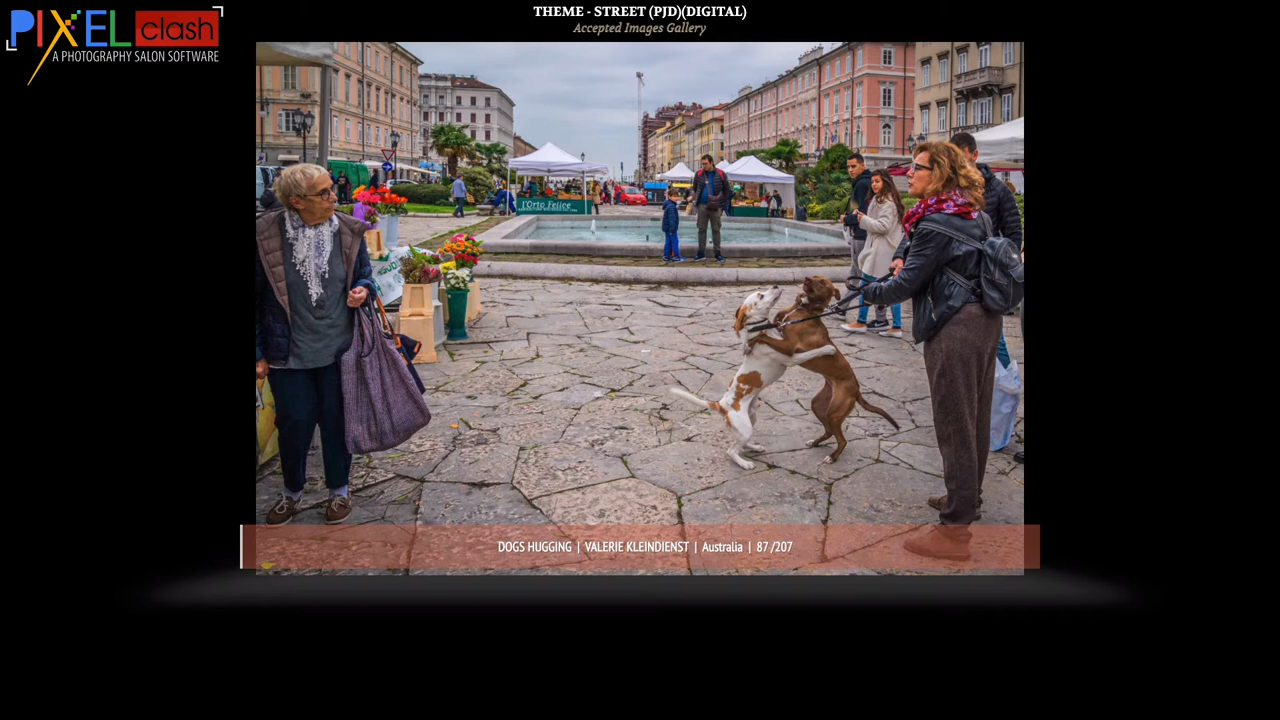 PIXEL clash
A PHOTOGRAPHY SALON SOFTWARE
THEME - STREET (PJD)(DIGITAL)
Accepted Images Gallery
l'Orto Felice
DOGS HUGGING | VALERIE KLEINDIENST | Australia | 87 /207